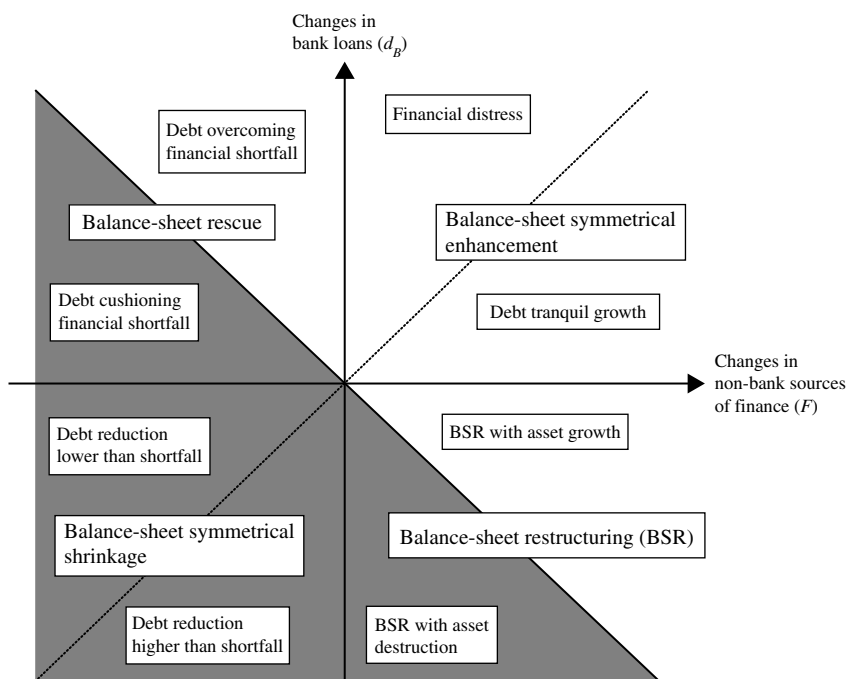 Changes in
bank loans (d_B)
Financial distress
Debt overcoming
financial shortfall
Balance-sheet rescue
Balance-sheet symmetrical
enhancement
Debt cushioning
financial shortfall
Debt tranquil growth
Changes in
non-bank sources
of finance (F)
Debt reduction
lower than shortfall
BSR with asset growth
Balance-sheet symmetrical
shrinkage
Balance-sheet restructuring (BSR)
Debt reduction
higher than shortfall
BSR with asset
destruction